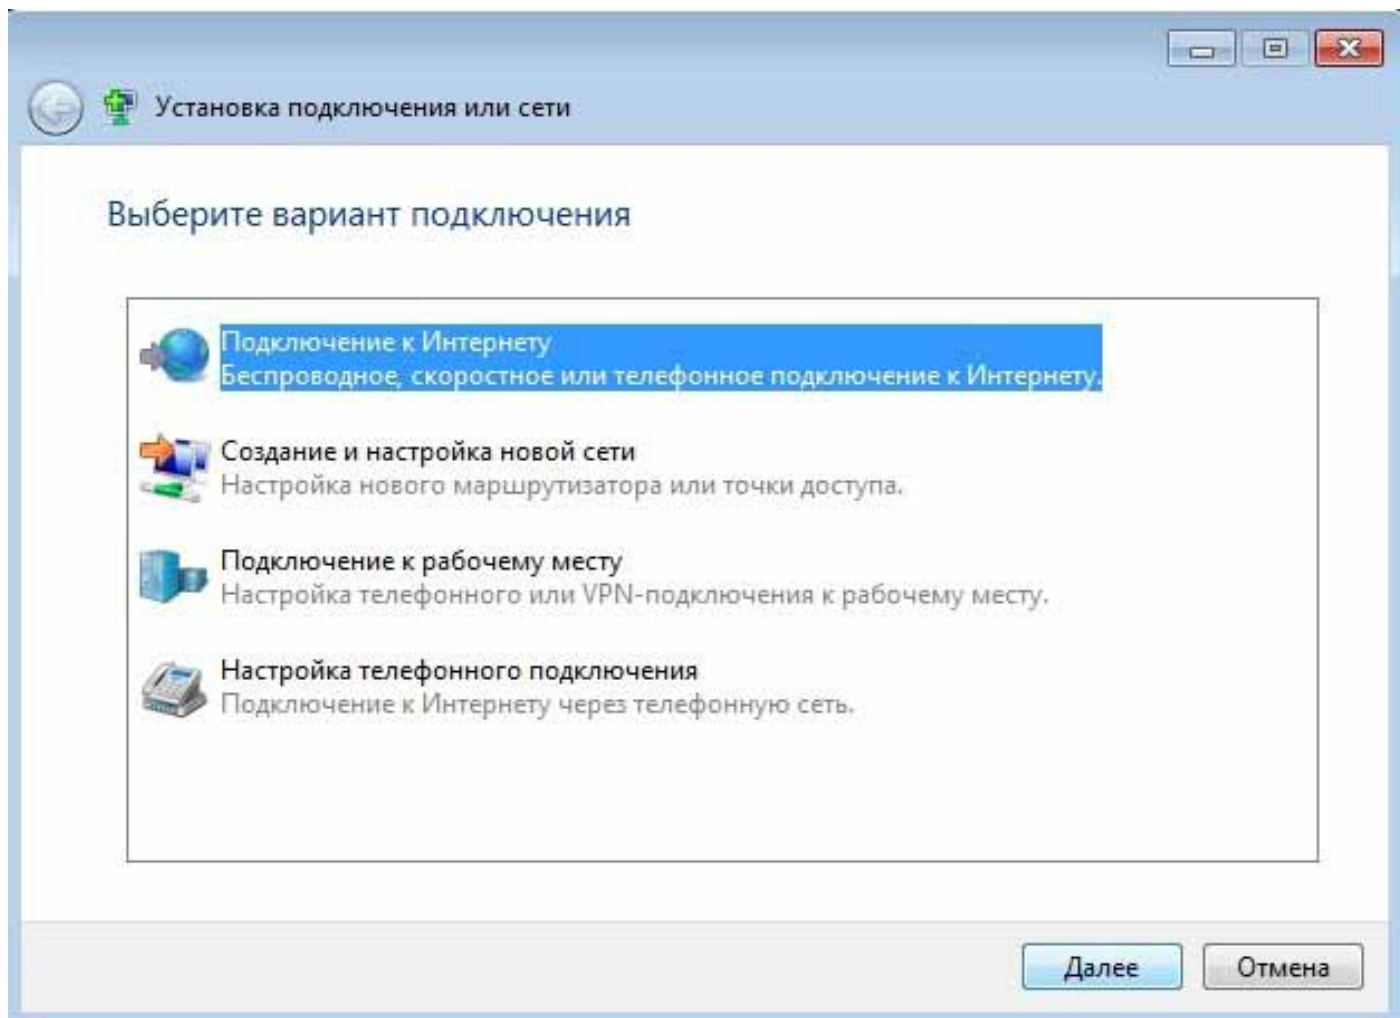 Установка подключения или сети
Выберите вариант подключения
Подключение к Интернету
Беспроводное, скоростное или телефонное подключение к Интернету.
Создание и настройка новой сети
Настройка нового маршрутизатора или точки доступа.
Подключение к рабочему месту
Настройка телефонного или VPN-подключения к рабочему месту.
Настройка телефонного подключения
Подключение к Интернету через телефонную сеть.
Далее
Отмена